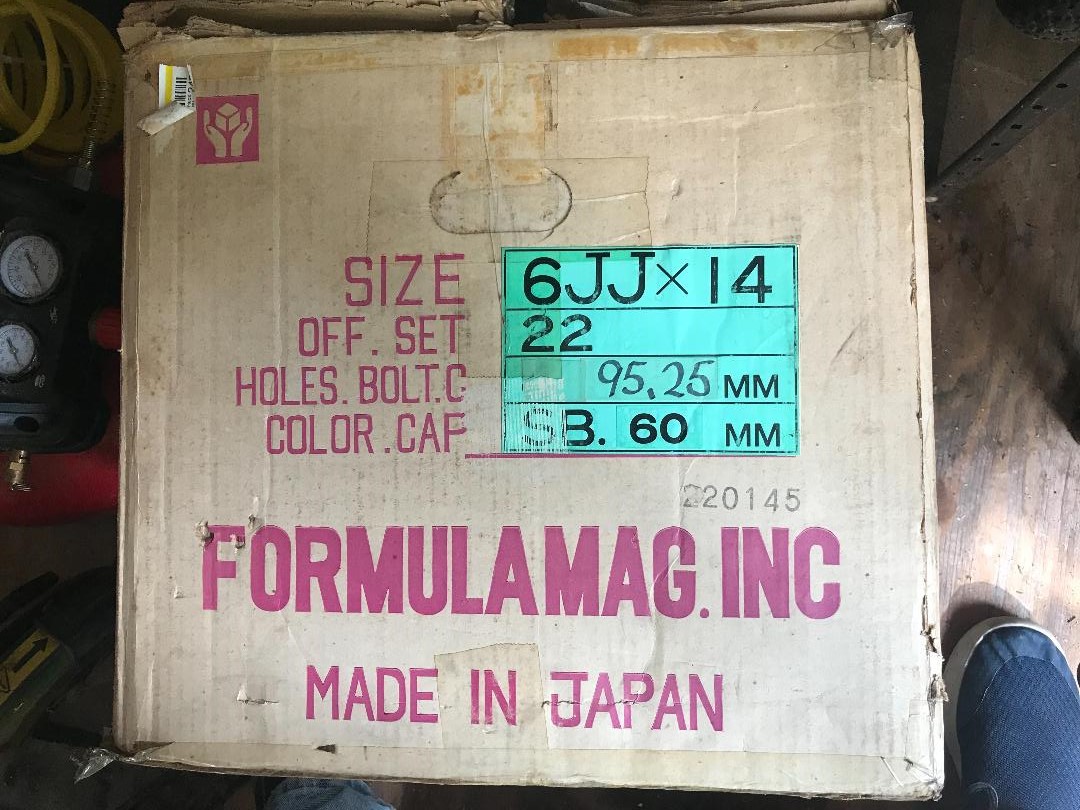 SIZE 6JJ×14
OFF. SET 22
HOLES. BOLT.C 95.25 MM
COLOR.CAP SB. 60 MM
220145
FORMULAMAG.INC
MADE IN JAPAN